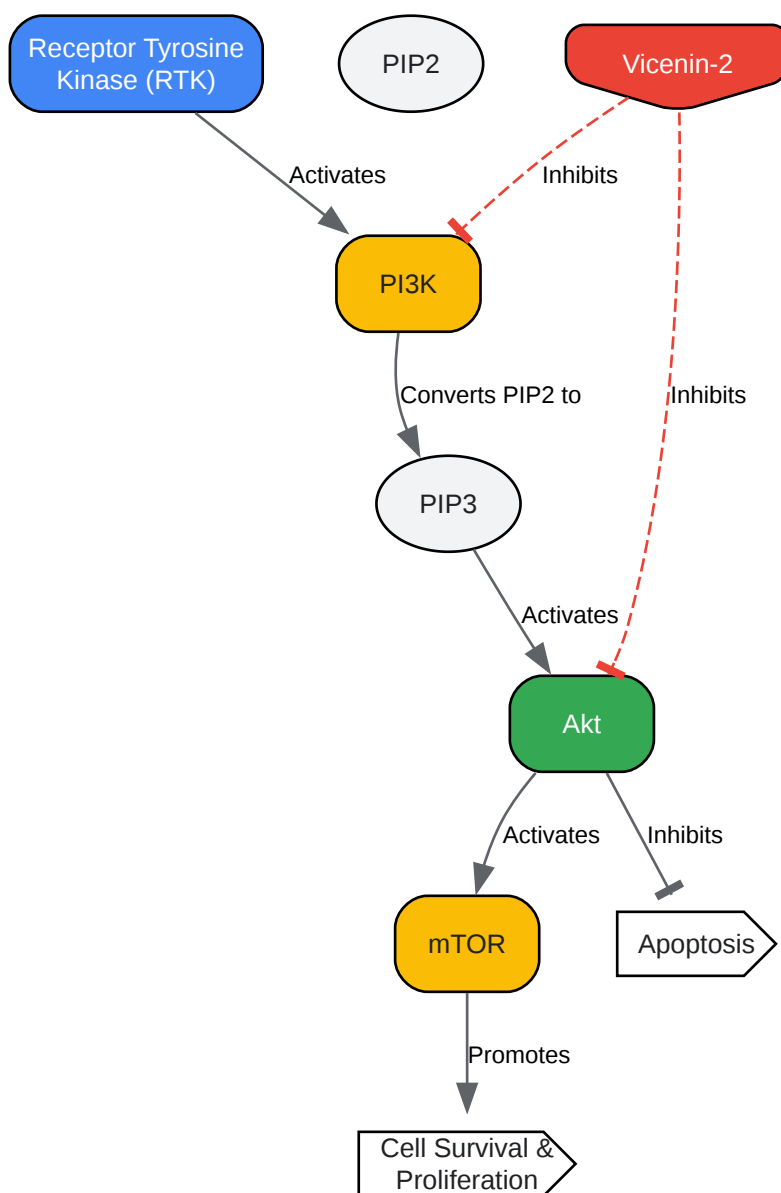 Receptor Tyrosine
Kinase (RTK)
PIP2
Vicenin-2
Activates
Inhibits
PI3K
Converts PIP2 to
Inhibits
PIP3
Activates
Akt
Activates
Inhibits
mTOR
Apoptosis
Promotes
Cell Survival &
Proliferation